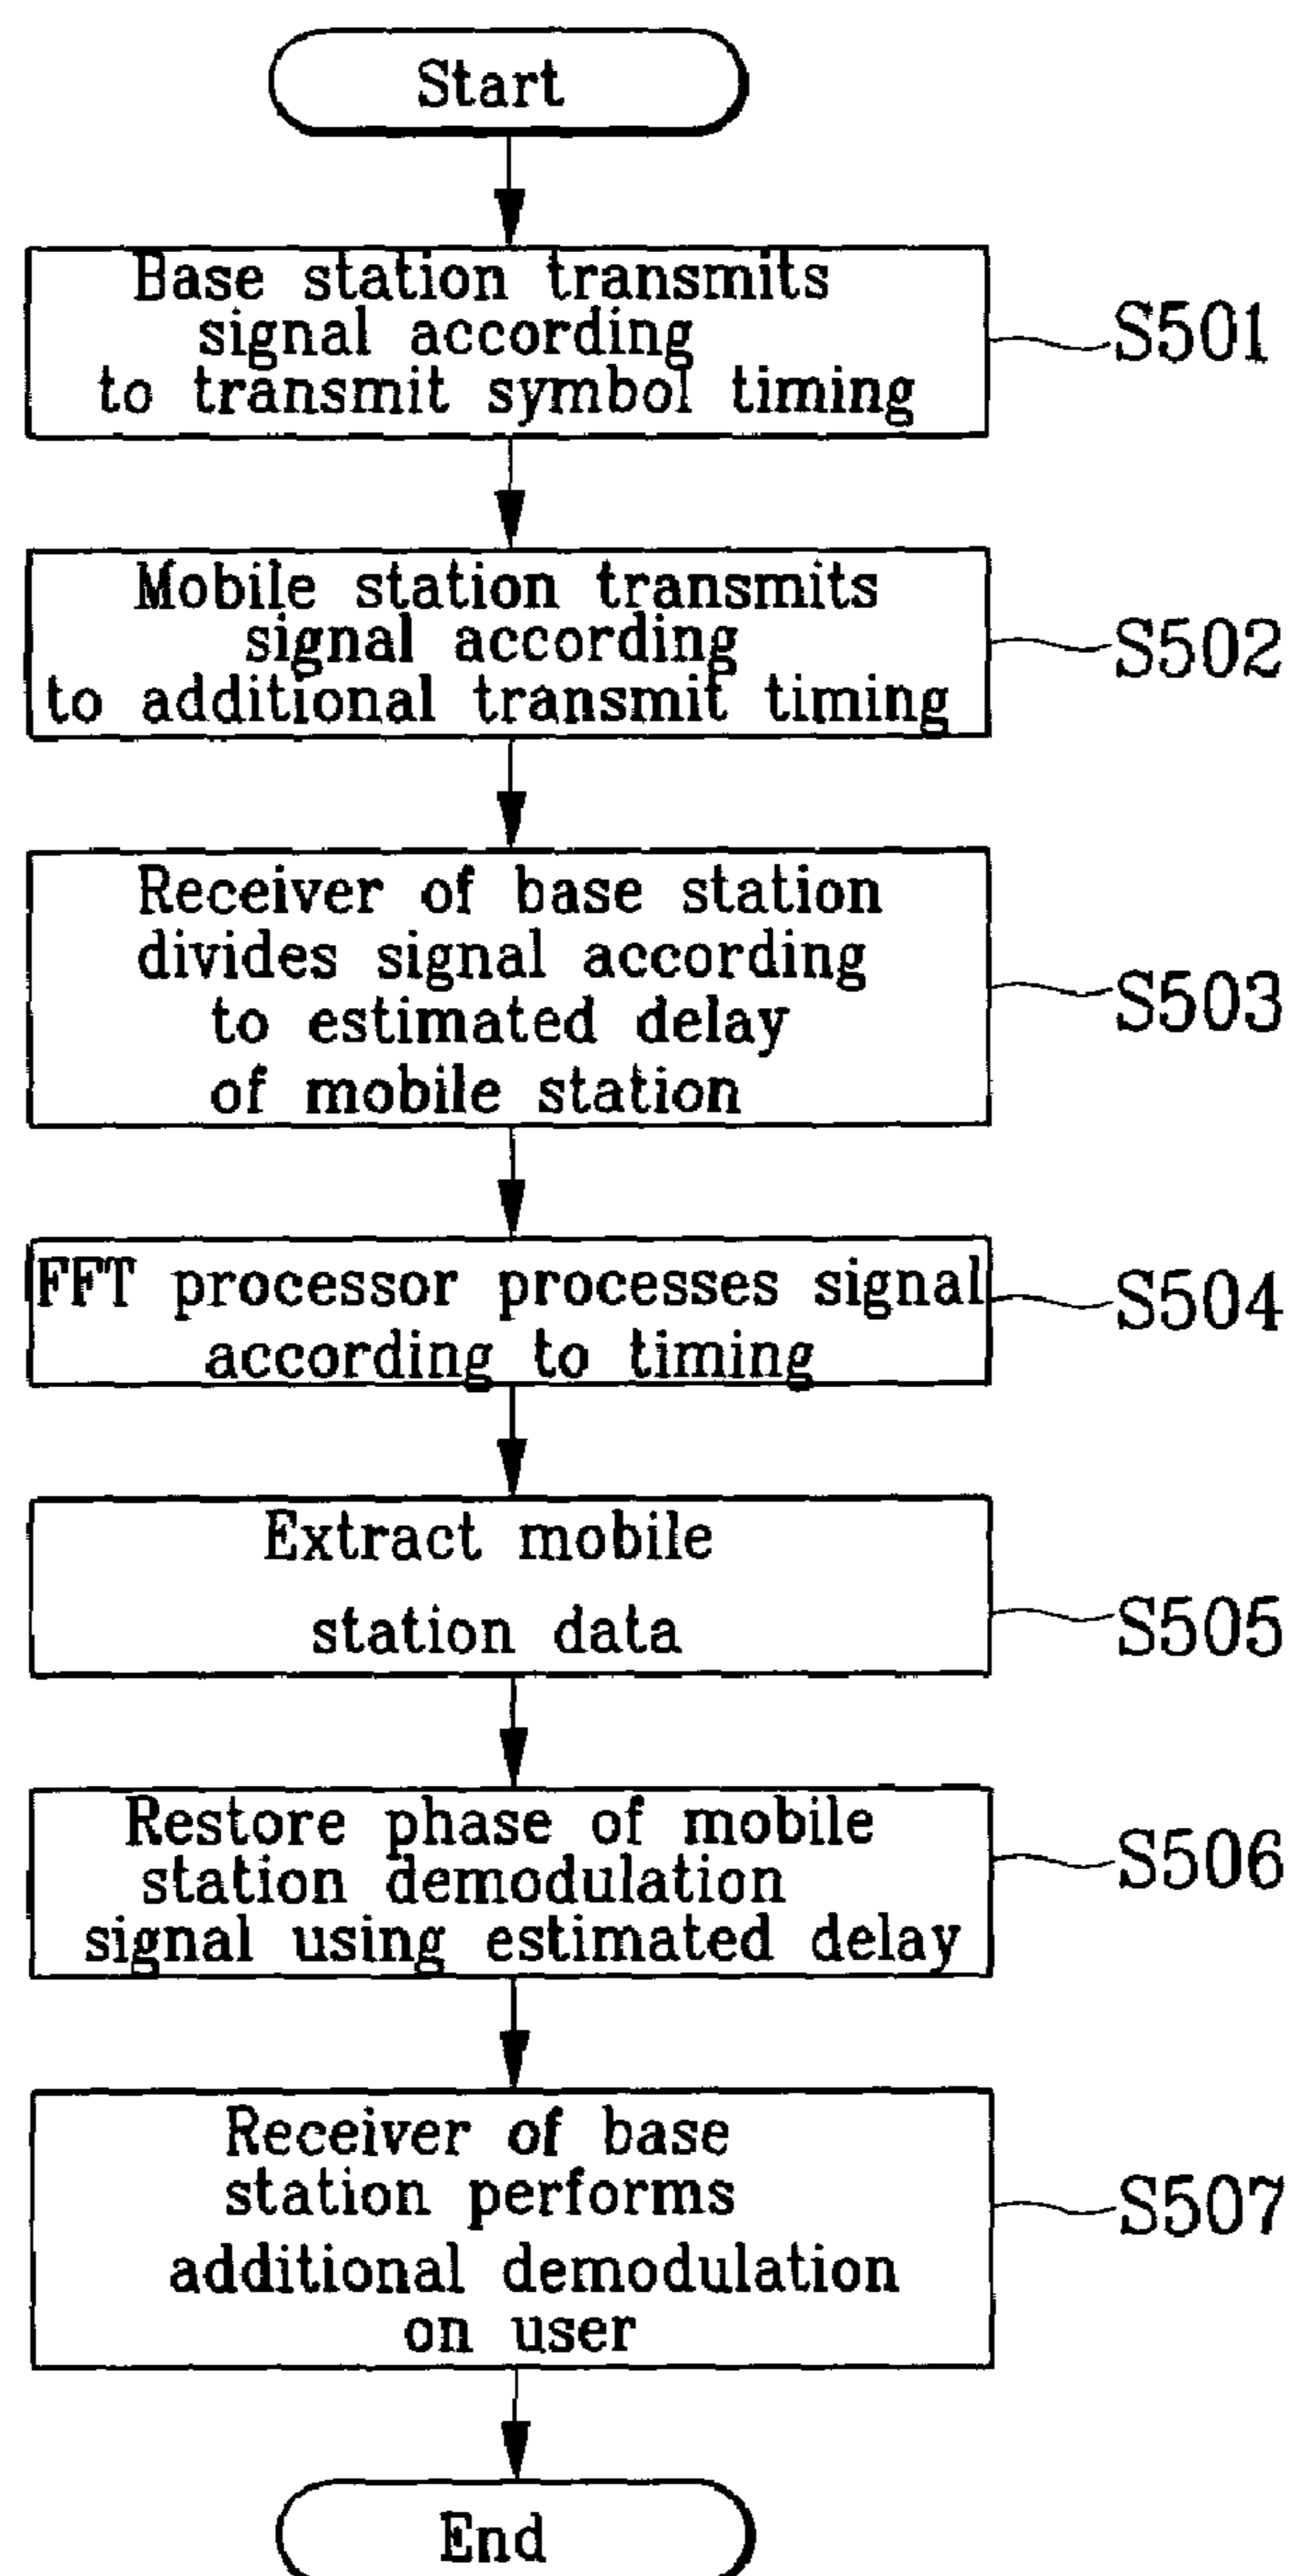 Start
Base station transmits
signal according
to transmit symbol timing
S501
Mobile station transmits
signal according
to additional transmit timing
S502
Receiver of base station
divides signal according
to estimated delay
of mobile station
S503
FFT processor processes signal
according to timing
S504
Extract mobile
station data
S505
Restore phase of mobile
station demodulation
signal using estimated delay
S506
Receiver of base
station performs
additional demodulation
on user
S507
End